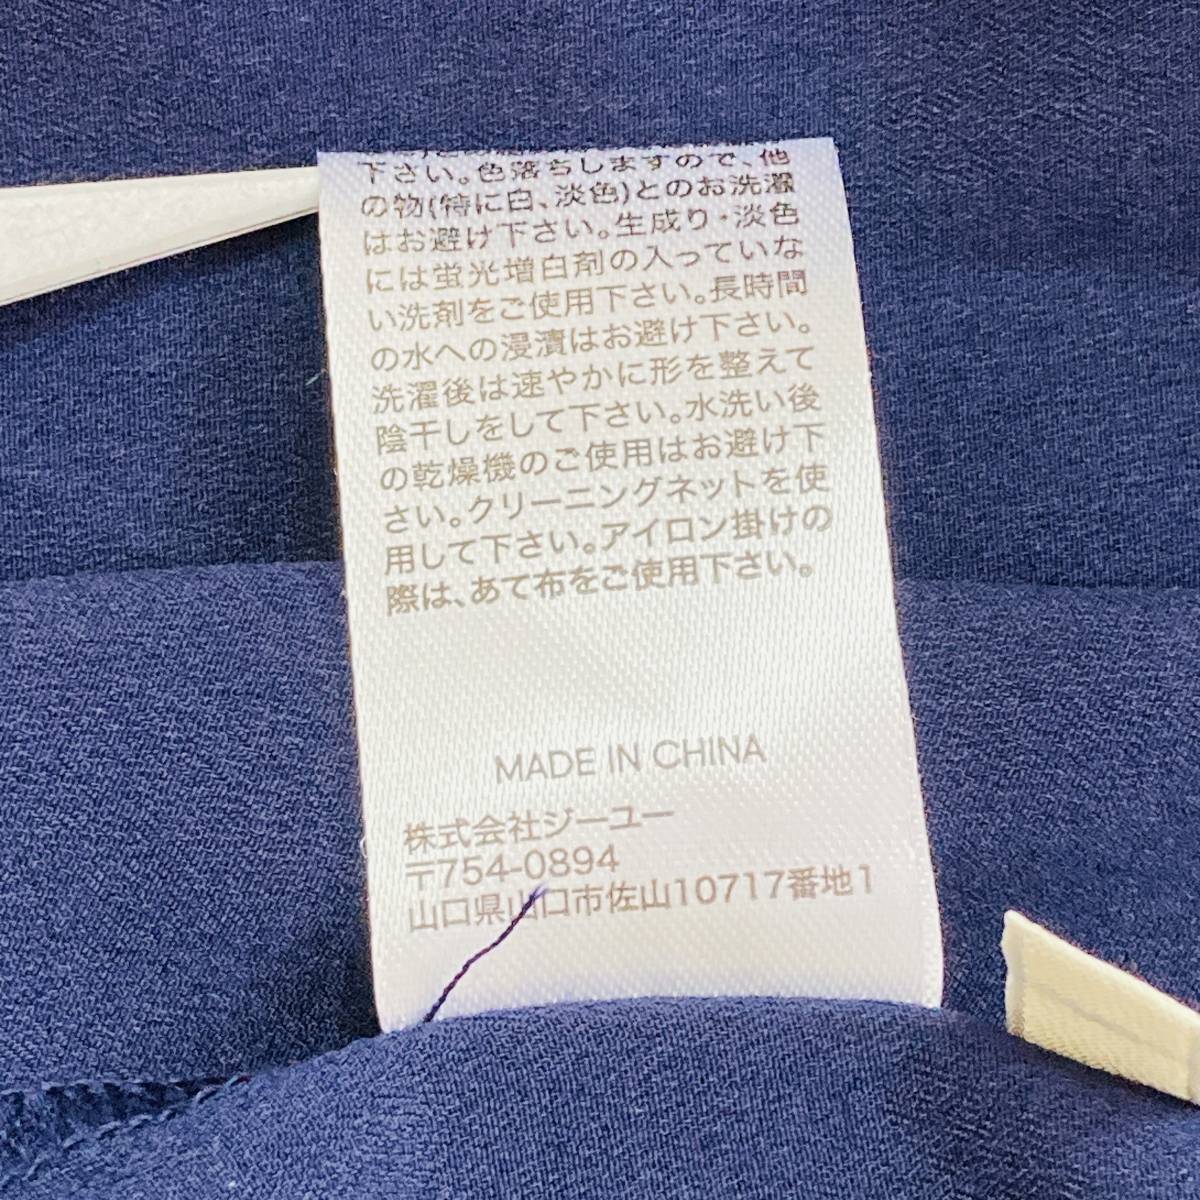 下さい。色落ちしますので、他
の物(特に白、淡色)とのお洗濯
はお避け下さい。生成り・淡色
には蛍光増白剤の入っていな
い洗剤をご使用下さい。長時間
の水への浸漬はお避け下さい。
洗濯後は速やかに形を整えて
陰干しをして下さい。水洗い後
の乾燥機のご使用はお避け下
さい。クリーニングネットを使
用して下さい。アイロン掛けの
際は、あて布をご使用下さい。
MADE IN CHINA
株式会社ジーユー
〒754-0894
山口県山口市佐山10717番地1